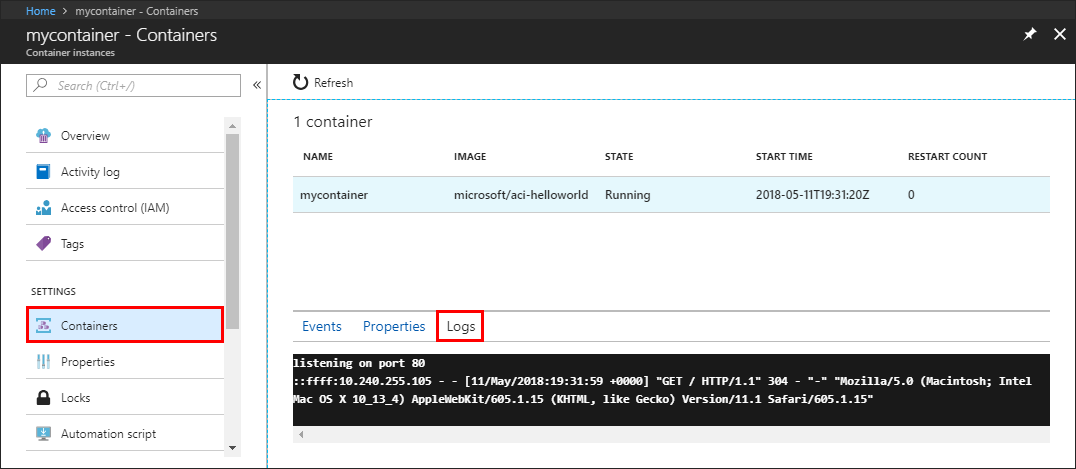 Home > mycontainer - Containers
mycontainer - Containers
Container instances
Search (Ctrl+/)
«
Refresh
Overview
Activity log
Access control (IAM)
Tags
SETTINGS
Containers
Properties
Locks
Automation script
1 container
NAME IMAGE STATE START TIME RESTART COUNT
mycontainer microsoft/aci-helloworld Running 2018-05-11T19:31:20Z 0
Events Properties Logs
listening on port 80
::ffff:10.240.255.105 - - [11/May/2018:19:31:59 +0000] "GET / HTTP/1.1" 304 - "-" "Mozilla/5.0 (Macintosh; Intel
Mac OS X 10_13_4) AppleWebKit/605.1.15 (KHTML, like Gecko) Version/11.1 Safari/605.1.15"